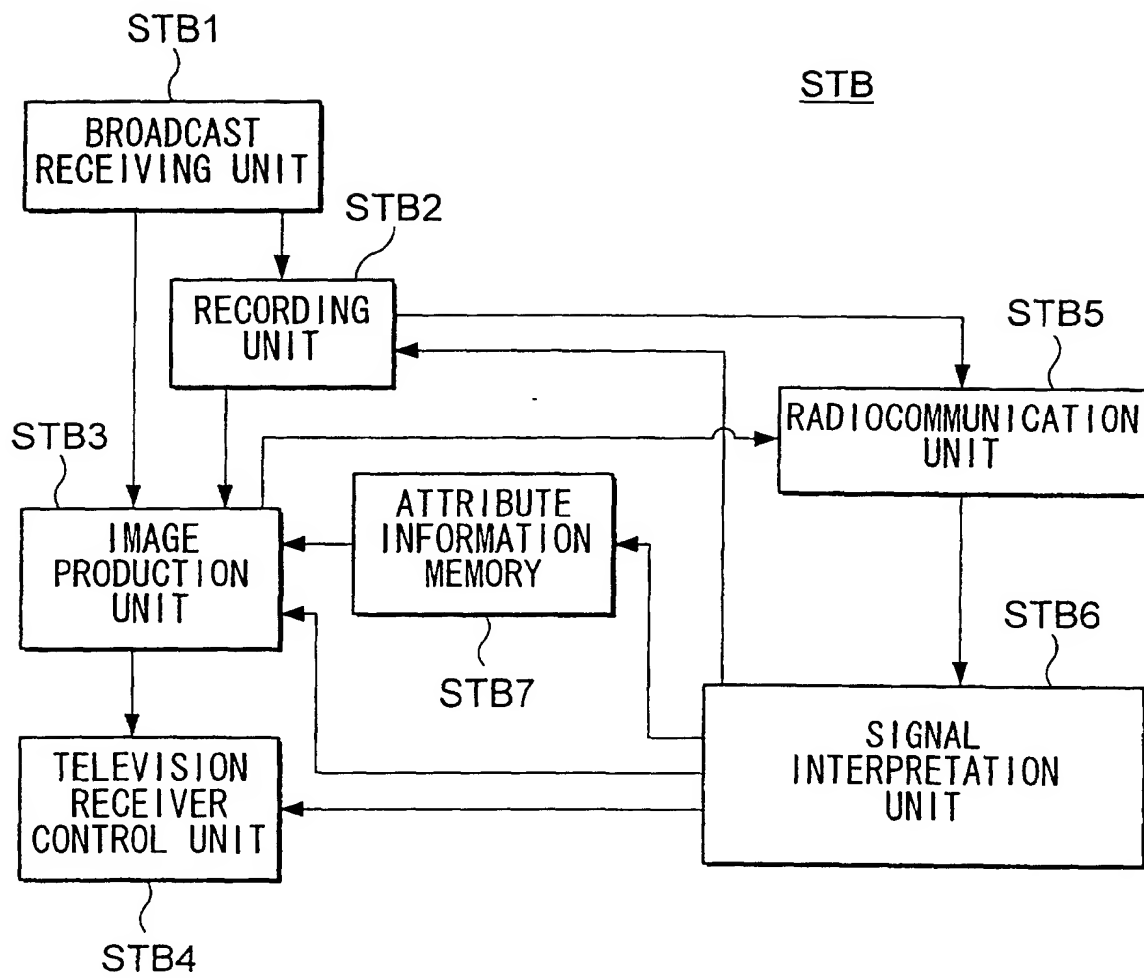 STB1
STB
BROADCAST
RECEIVING UNIT
STB2
RECORDING
UNIT
STB5
RADIOCOMMUNICATION
UNIT
STB3
ATTRIBUTE
INFORMATION
MEMORY
IMAGE
PRODUCTION
UNIT
STB7
STB6
SIGNAL
INTERPRETATION
UNIT
TELEVISION
RECEIVER
CONTROL UNIT
STB4